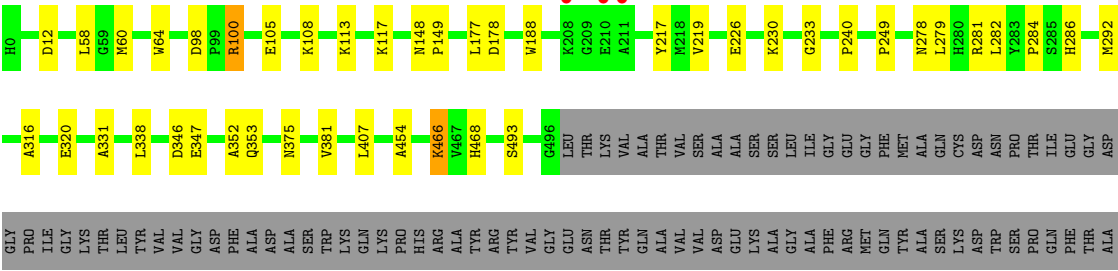 H0 D12 L58 G59 M60 W64 D98 P99 R100 E105 K108 K113 K117 N148 P149 L177 D178 W188 K208 G209 E210 A211 Y217 M218 V219 E226 K230 G233 P240 P249 N278 L279 H280 R281 L282 Y283 P284 S285 H286 M292
A316 E320 A331 L338 D346 E347 A352 Q353 N375 V381 L407 A454 K466 V467 H468 S493 G496 LEU THR LYS VAL ALA THR VAL SER ALA ALA SER SER LEU ILE GLY GLU GLY PHE MET ALA GLN CYS ASP ASN PRO THR ILE GLU GLY ASP
GLY PRO ILE GLY LYS THR LEU TYR VAL VAL GLY ASP PHE ALA ASP ALA SER TRP LYS GLN LYS PRO HIS ARG ALA TYR ARG TYR VAL GLY GLU ASN THR TYR GLN ALA VAL VAL ASP GLU LYS ALA GLY ALA PHE ARG MET GLN TYR ALA SER LYS ASP TRP SER PRO GLN PHE THR ALA